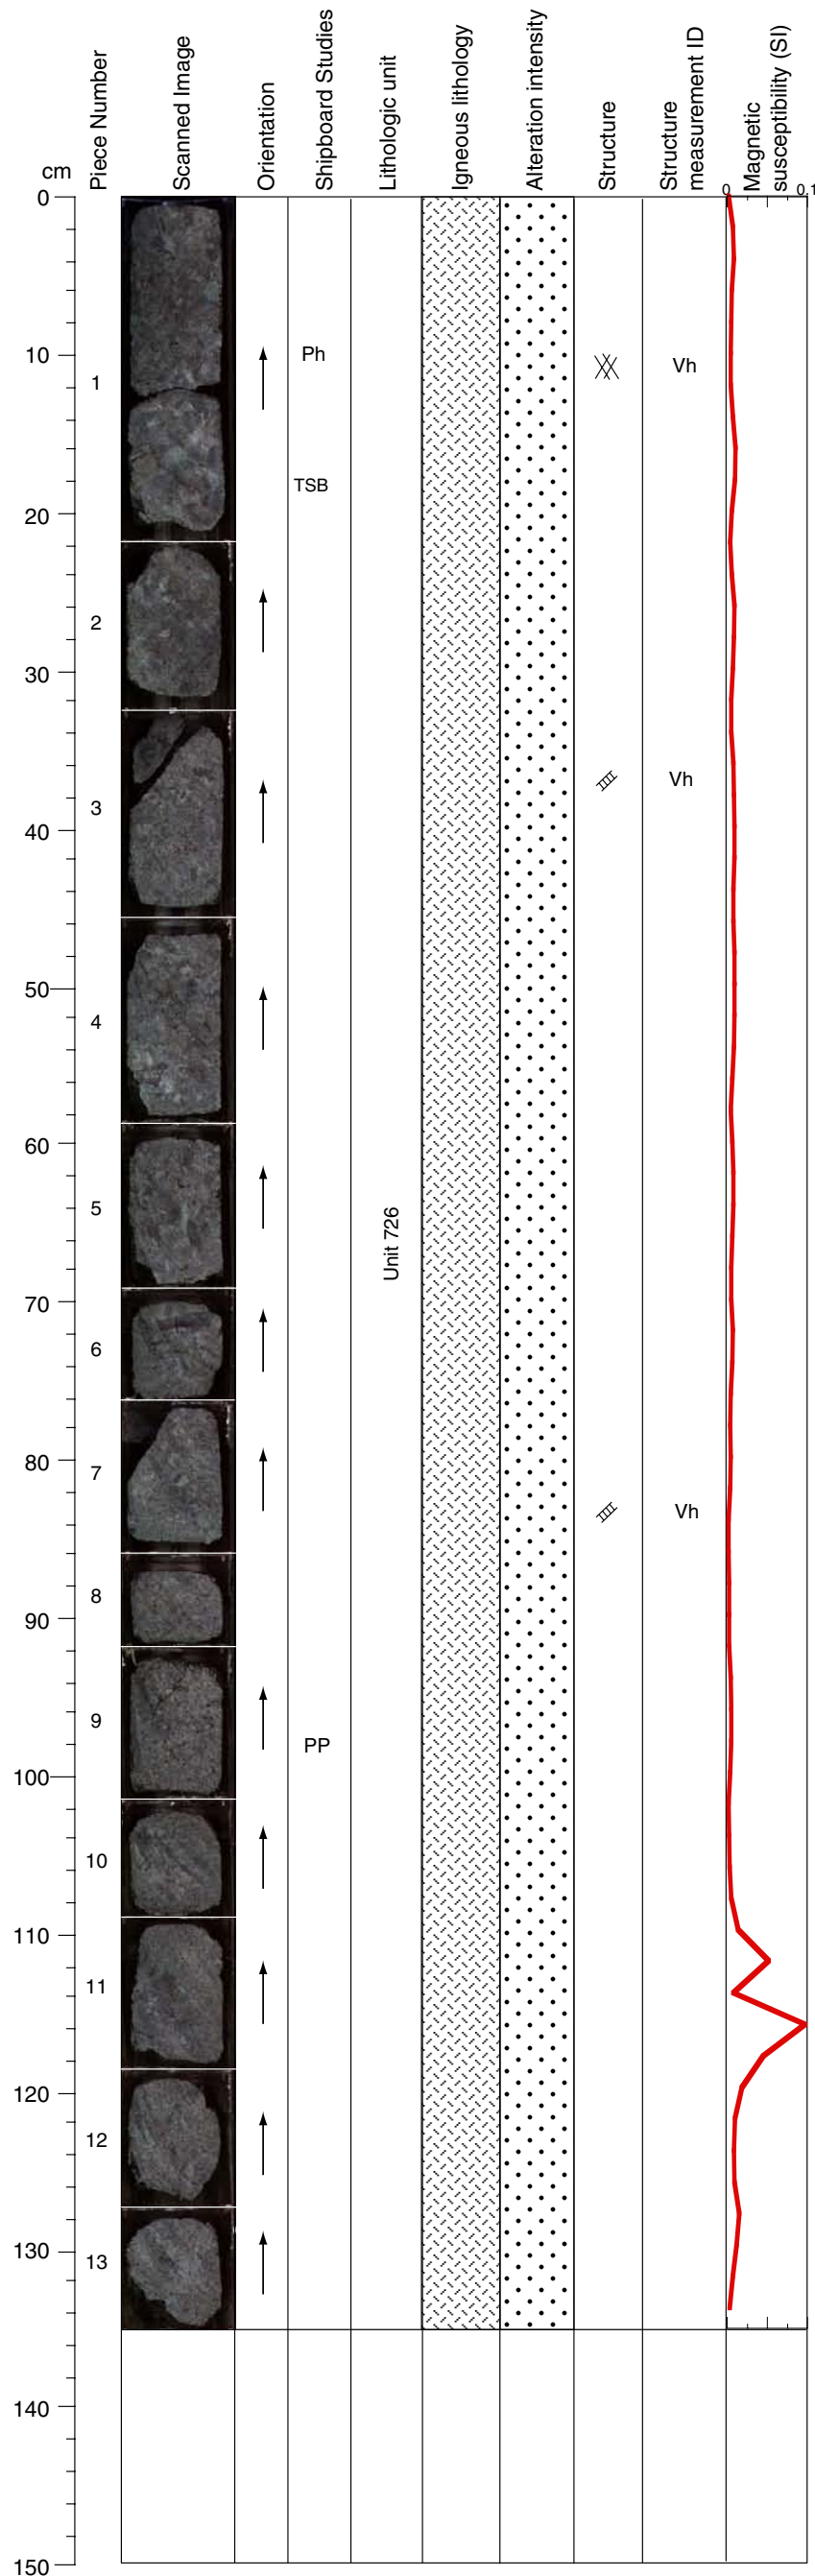 cm
Piece Number
Scanned Image
Orientation
Shipboard Studies
Lithologic unit
Igneous lithology
Alteration intensity
Structure
Structure
measurement ID
Magnetic
susceptibility (SI)
0 0 0.1
10 Ph Vh
1
TSB
20
2
30
Vh
3
40
50
4
60
5
Unit 726
70
6
7
80
Vh
8
90
9
PP
100
10
110
11
120
12
130
13
140
150